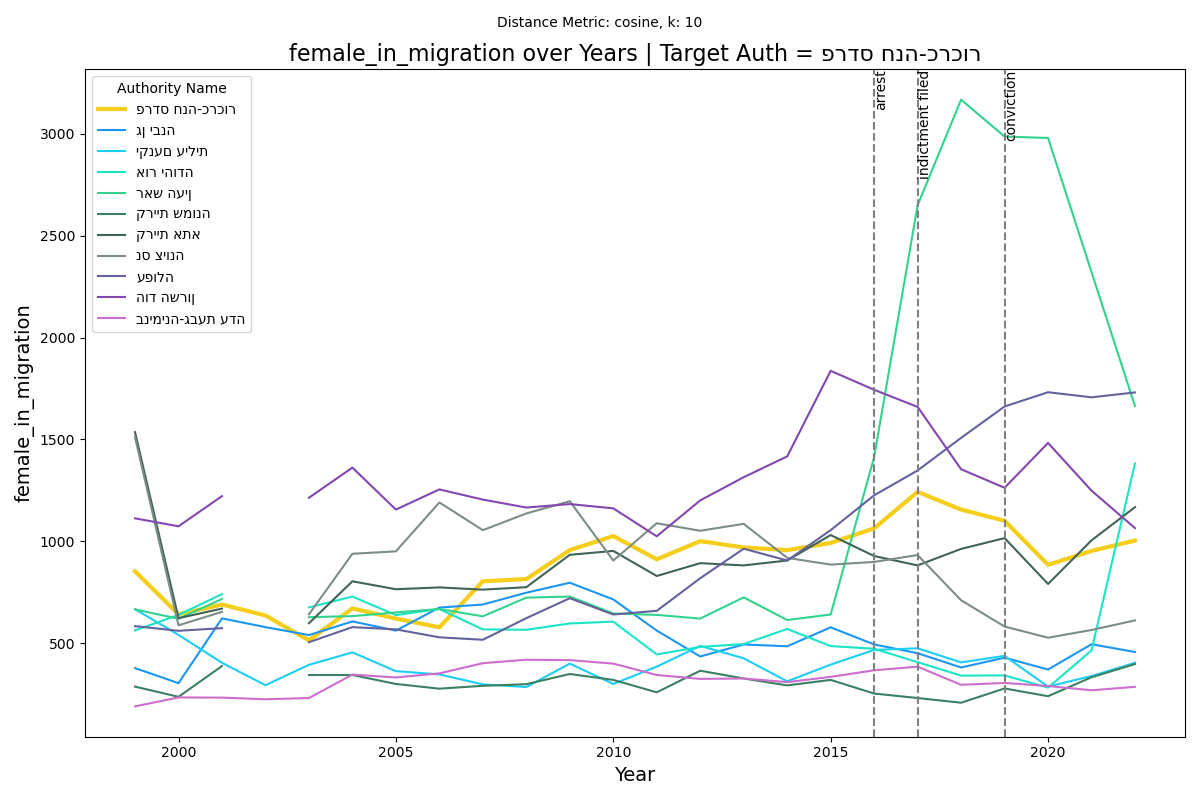 Distance Metric: cosine, k: 10
female_in_migration over Years | Target Auth = פרדס חנה-כרכור
Authority Name
פרדס חנה-כרכור
גן יבנה
יקנעם עילית
אור יהודה
ראש העין
קריית שמונה
קריית אתא
נס ציונה
עפולה
הוד השרון
בנימינה-גבעת עדה
arrest
indictment filed
conviction
female_in_migration
3000
2500
2000
1500
1000
500
2000
2005
2010
2015
2020
Year